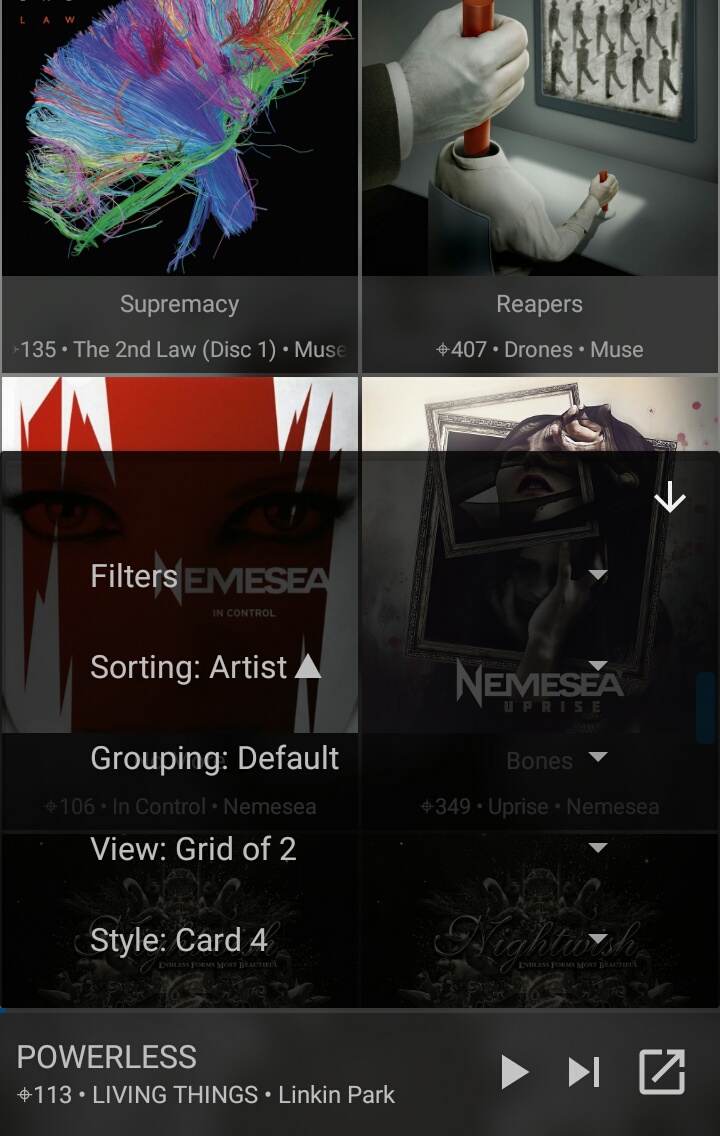 LAW
Supremacy
Reapers
135 • The 2nd Law (Disc 1) • Muse
⌖407 • Drones • Muse
Filters
NEMESEA
IN CONTROL
Sorting: Artist ▲
NEMESEA
UPRISE
Grouping: Default
Bones
⌖106 • In Control • Nemesea
⌖349 • Uprise • Nemesea
View: Grid of 2
Style: Card 4
Nightwish
ENDLESS FORMS MOST BEAUTIFUL
Nightwish
ENDLESS FORMS MOST BEAUTIFUL
POWERLESS
⌖113 • LIVING THINGS • Linkin Park